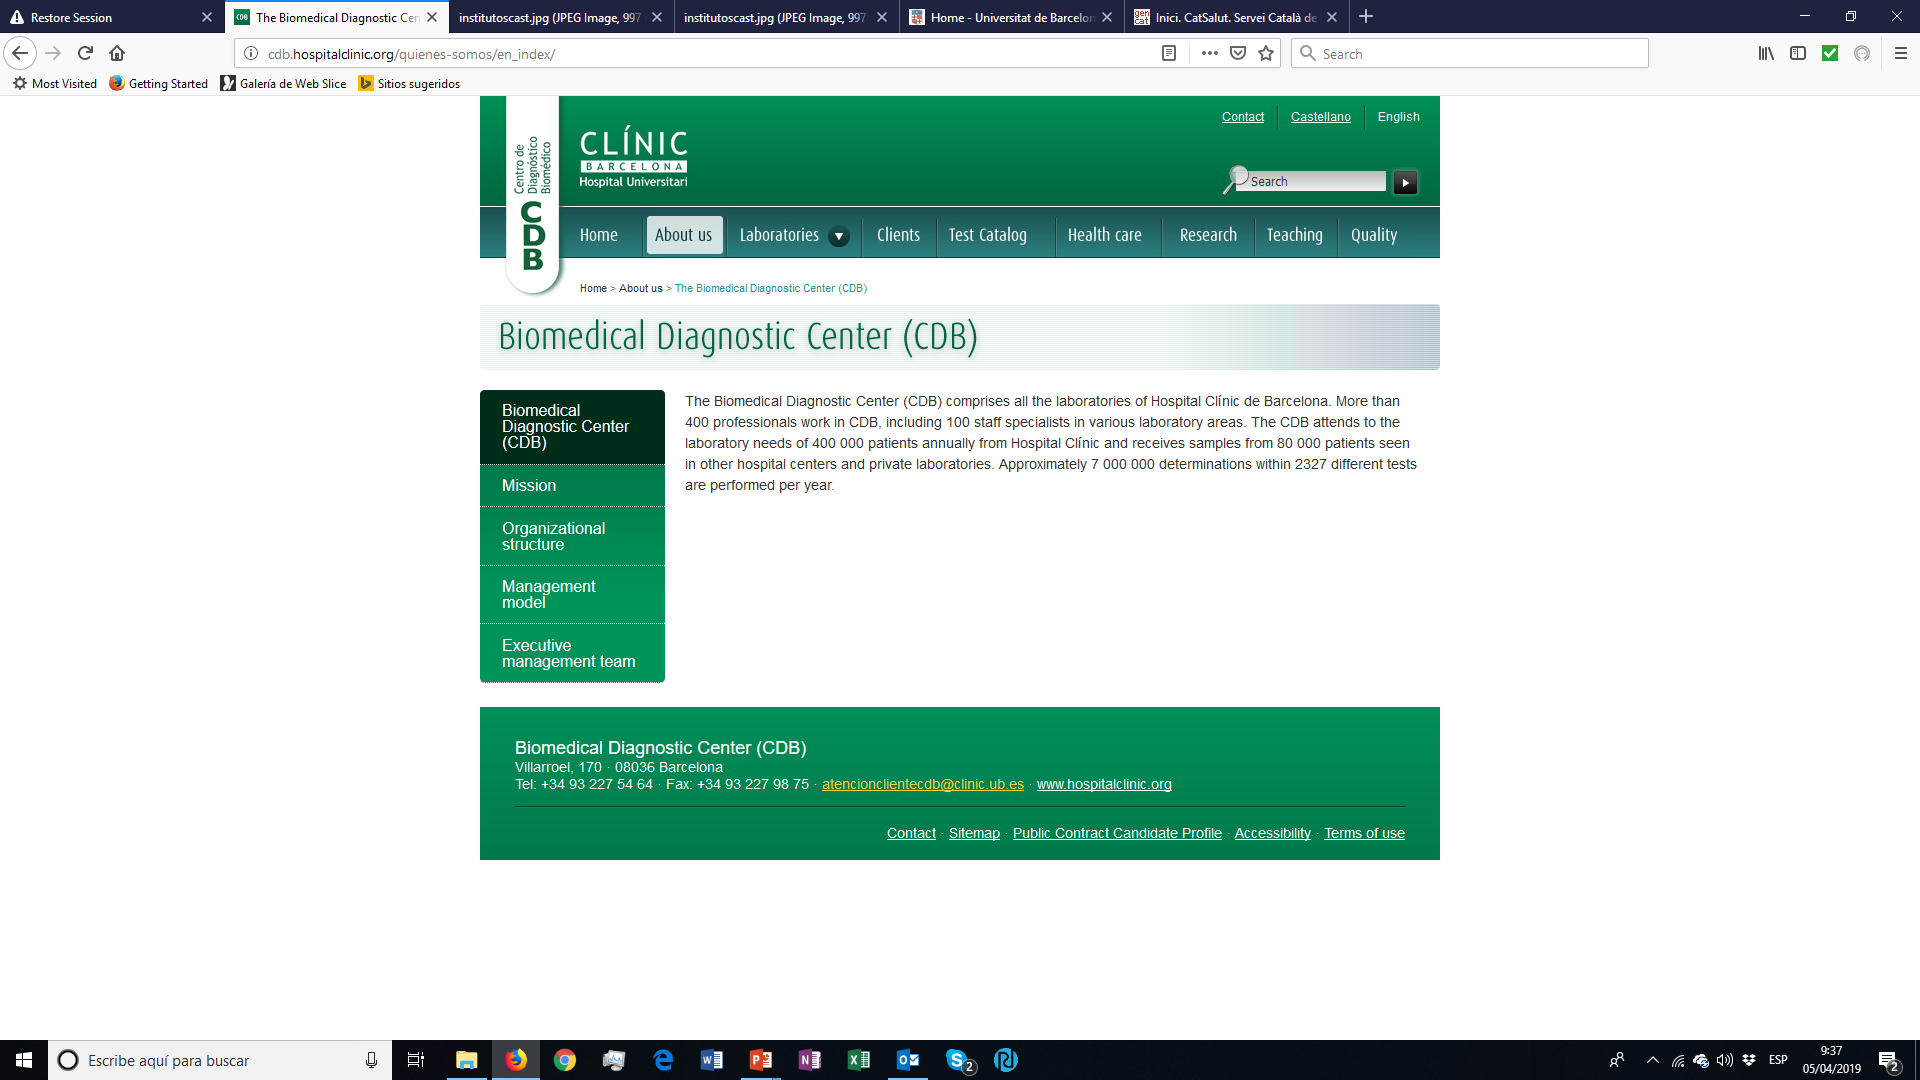 Restore Session
The Biomedical Diagnostic Cen
institutoscast.jpg (JPEG Image, 997
institutoscast.jpg (JPEG Image, 997
Home - Universitat de Barcelon
Inici. CatSalut. Servei Català de
cdb.hospitalclinic.org/quienes-somos/en_index/
Search
Most Visited
Getting Started
Galería de Web Slice
Sitios sugeridos
Centro de
Diagnóstico
Biomédico
CDB
CLÍNIC
BARCELONA
Hospital Universitari
Contact
Castellano
English
Search
Home
About us
Laboratories
Clients
Test Catalog
Health care
Research
Teaching
Quality
Home > About us > The Biomedical Diagnostic Center (CDB)
Biomedical Diagnostic Center (CDB)
Biomedical
Diagnostic Center
(CDB)
Mission
Organizational
structure
Management
model
Executive
management team
The Biomedical Diagnostic Center (CDB) comprises all the laboratories of Hospital Clínic de Barcelona. More than
400 professionals work in CDB, including 100 staff specialists in various laboratory areas. The CDB attends to the
laboratory needs of 400 000 patients annually from Hospital Clínic and receives samples from 80 000 patients seen
in other hospital centers and private laboratories. Approximately 7 000 000 determinations within 2327 different tests
are performed per year.
Biomedical Diagnostic Center (CDB)
Villarroel, 170 · 08036 Barcelona
Tel: +34 93 227 54 64 · Fax: +34 93 227 98 75 · atencionclientecdb@clinic.ub.es · www.hospitalclinic.org
Contact · Sitemap · Public Contract Candidate Profile · Accessibility · Terms of use
Escribe aquí para buscar
2
ESP
9:37
05/04/2019
2